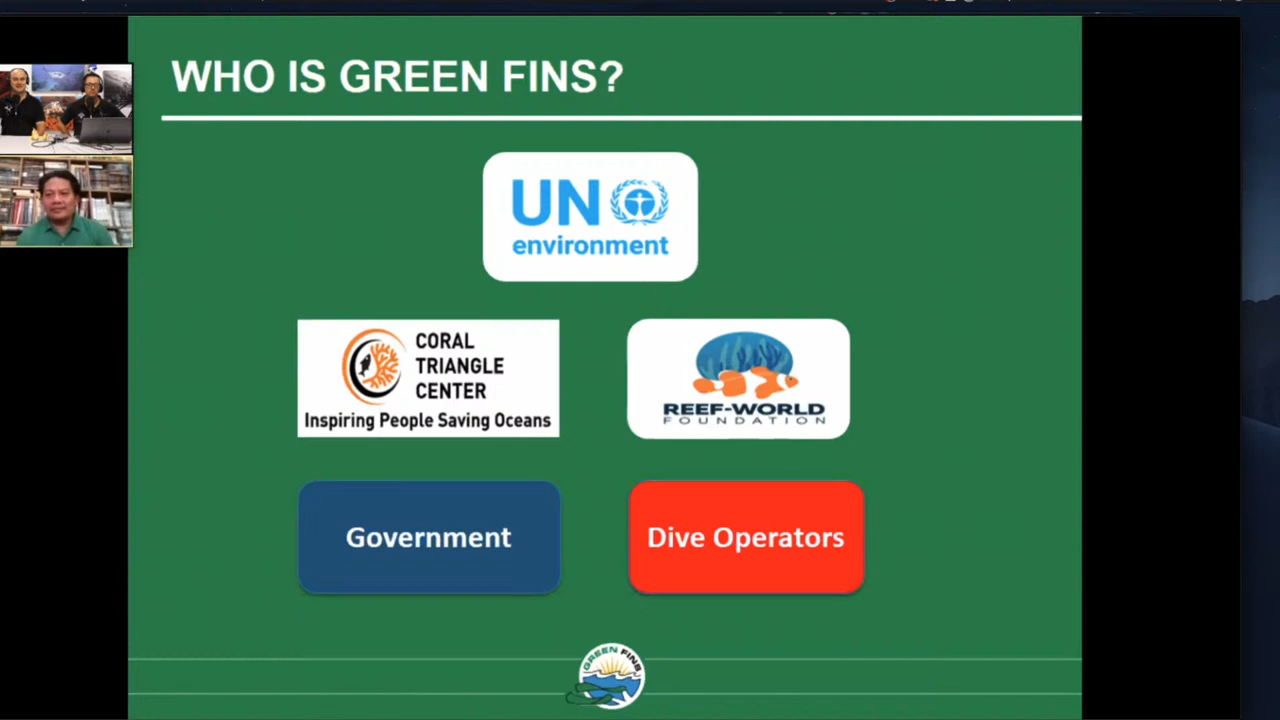 WHO IS GREEN FINS?
UN
environment
CORAL
TRIANGLE
CENTER
Inspiring People Saving Oceans
REEF-WORLD
FOUNDATION
Government
Dive Operators
GREEN FINS